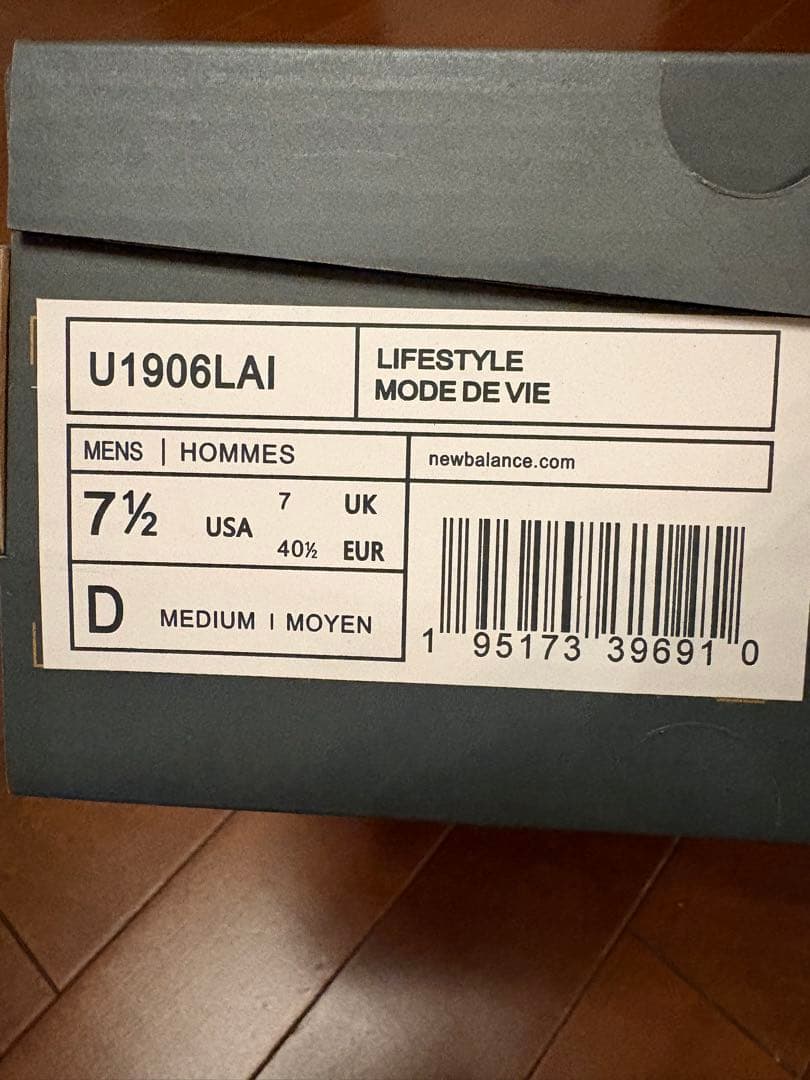 U1906LAI
LIFESTYLE
MODE DE VIE
MENS | HOMMES
newbalance.com
7½ USA
7 UK
40½ EUR
D MEDIUM | MOYEN
1 95173 39691 0